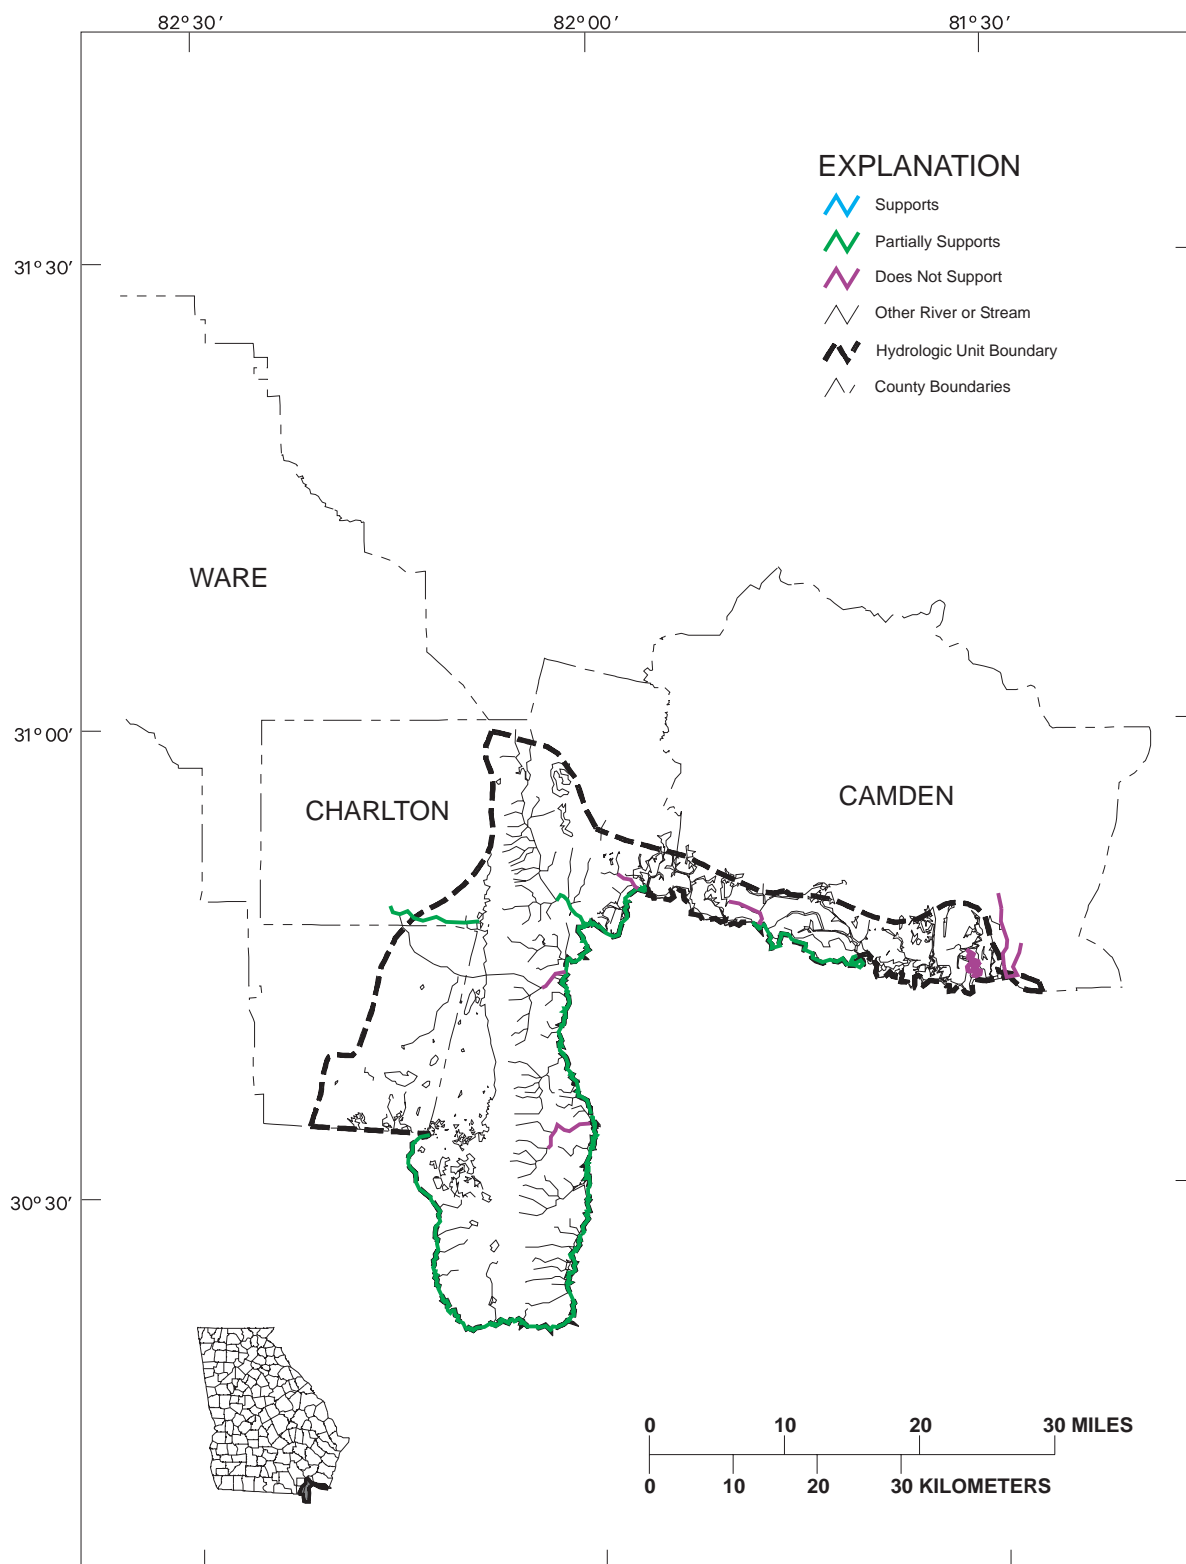 82°30' 82°00' 81°30'
EXPLANATION
Supports
Partially Supports
31°30'
Does Not Support
Other River or Stream
Hydrologic Unit Boundary
County Boundaries
WARE
31°00'
CHARLTON
CAMDEN
30°30'
0 10 20 30 MILES
0 10 20 30 KILOMETERS